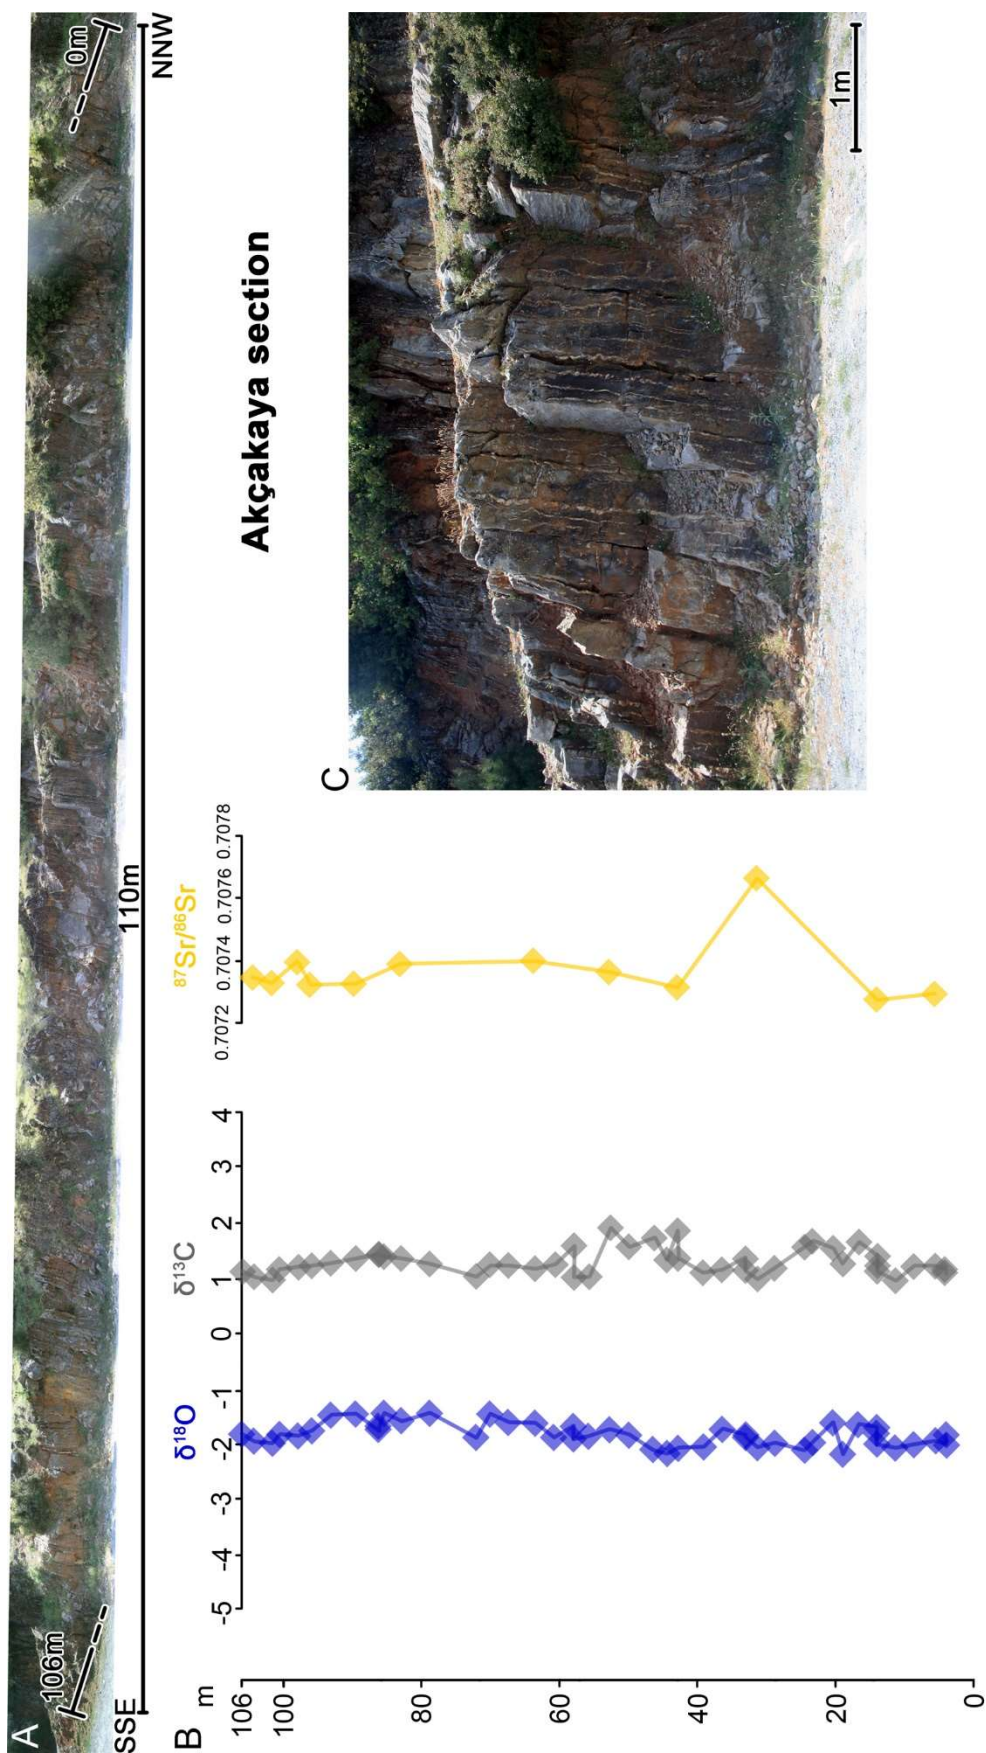 A
SSE
106m
110m
0m
NNW
Akçakaya section
B
m
δ¹⁸O
δ¹³C
⁸⁷Sr/⁸⁶Sr
-5
-4
-3
-2
-1
0
1
2
3
4
0.7072
0.7074
0.7076
0.7078
106
100
80
60
40
20
0
C
1m